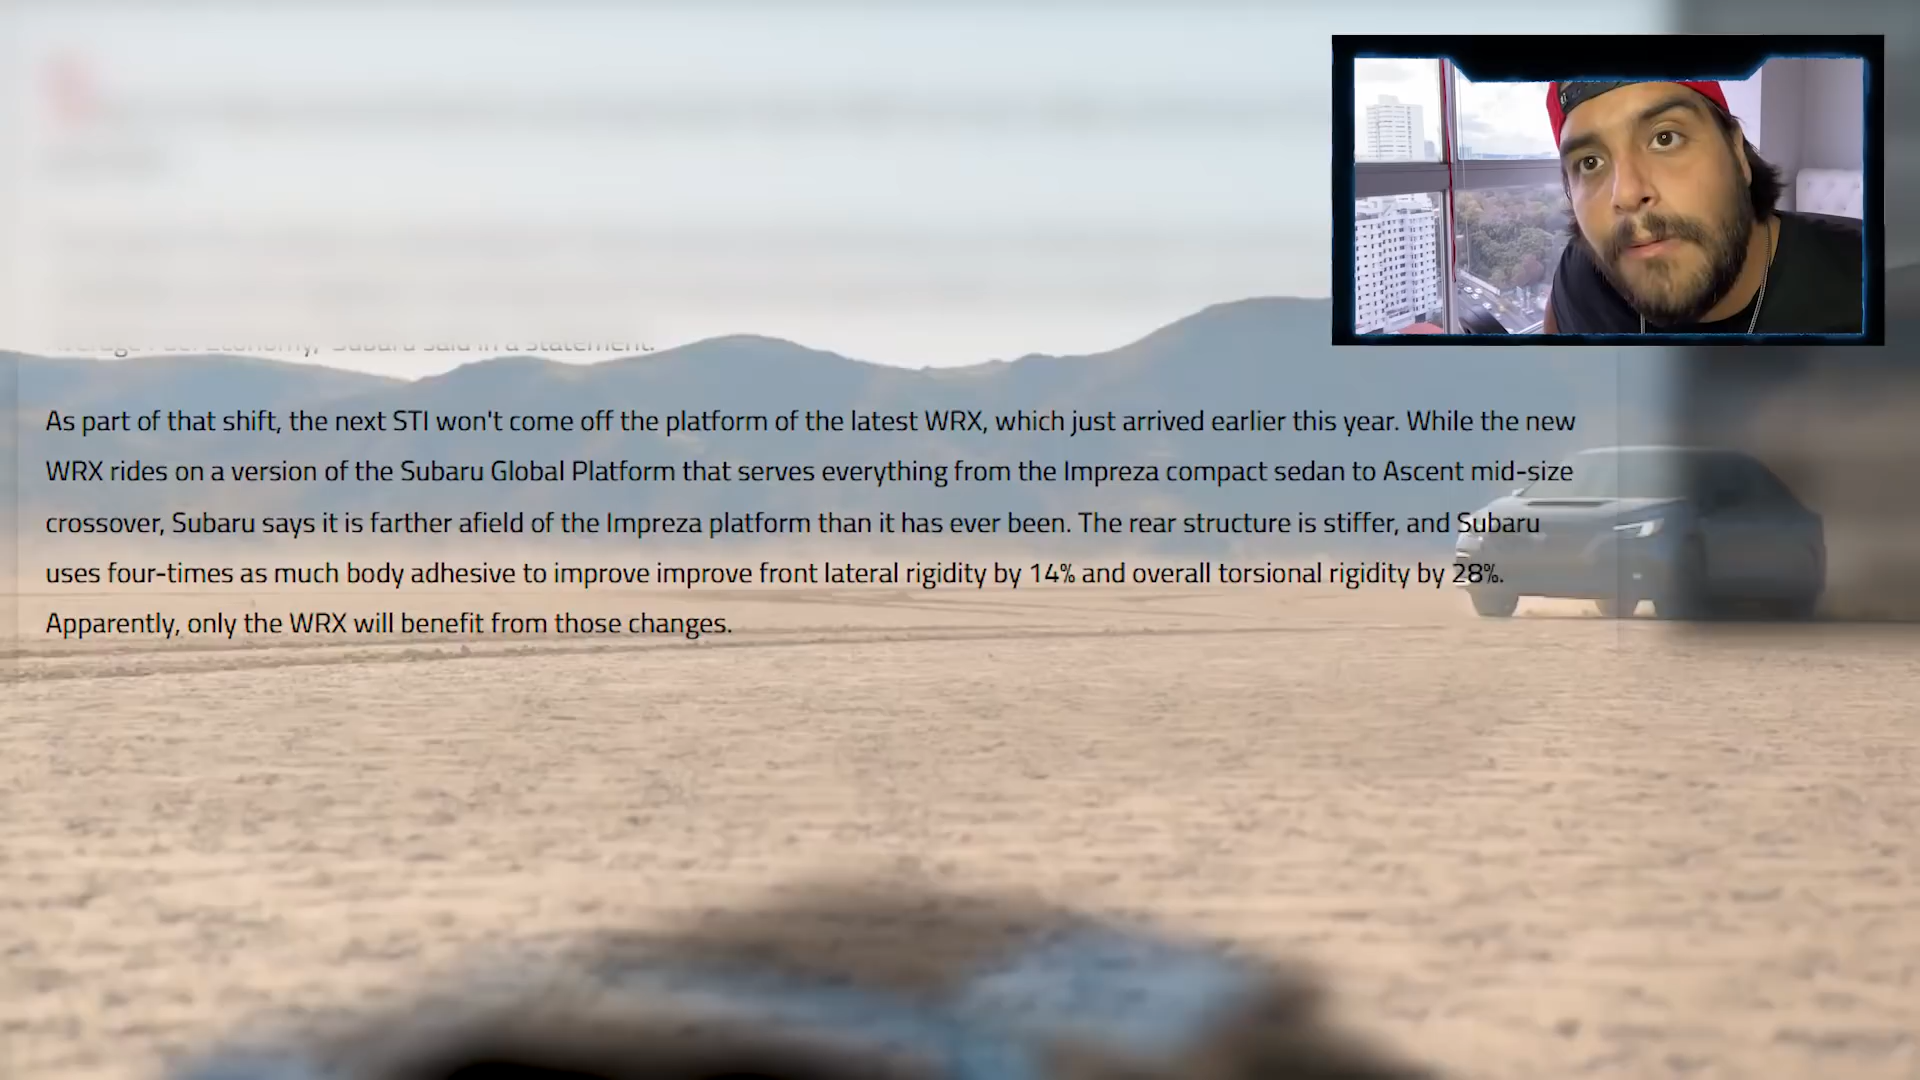 Economy," Subaru said in a statement.
As part of that shift, the next STI won't come off the platform of the latest WRX, which just arrived earlier this year. While the new
WRX rides on a version of the Subaru Global Platform that serves everything from the Impreza compact sedan to Ascent mid-size
crossover, Subaru says it is farther afield of the Impreza platform than it has ever been. The rear structure is stiffer, and Subaru
uses four-times as much body adhesive to improve improve front lateral rigidity by 14% and overall torsional rigidity by 28%.
Apparently, only the WRX will benefit from those changes.